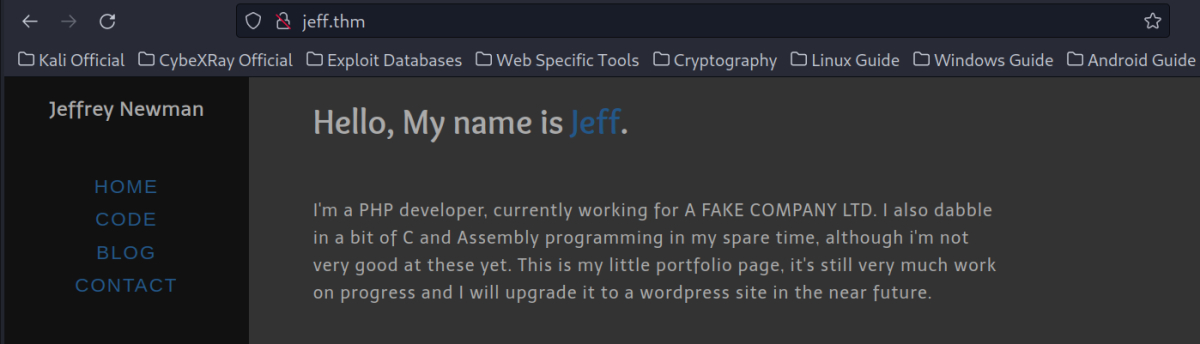 jeff.thm
Kali Official CybeXRay Official Exploit Databases Web Specific Tools Cryptography Linux Guide Windows Guide Android Guide
Jeffrey Newman
HOME
CODE
BLOG
CONTACT
Hello, My name is Jeff.
I'm a PHP developer, currently working for A FAKE COMPANY LTD. I also dabble
in a bit of C and Assembly programming in my spare time, although i'm not
very good at these yet. This is my little portfolio page, it's still very much work
on progress and I will upgrade it to a wordpress site in the near future.